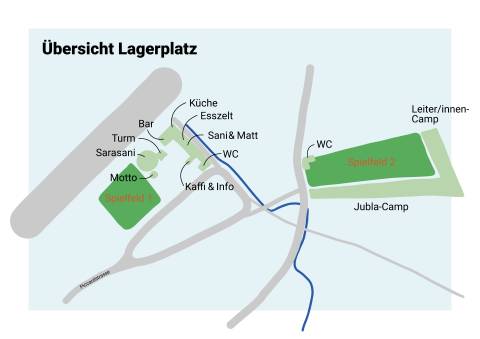 Übersicht Lagerplatz
Küche
Esszelt
Bar
Sani & Matt
Turm
Sarasani
WC
Motto
Kaffi & Info
Spielfeld 1
Leiter/innen-
Camp
WC
Spielfeld 2
Jubla-Camp